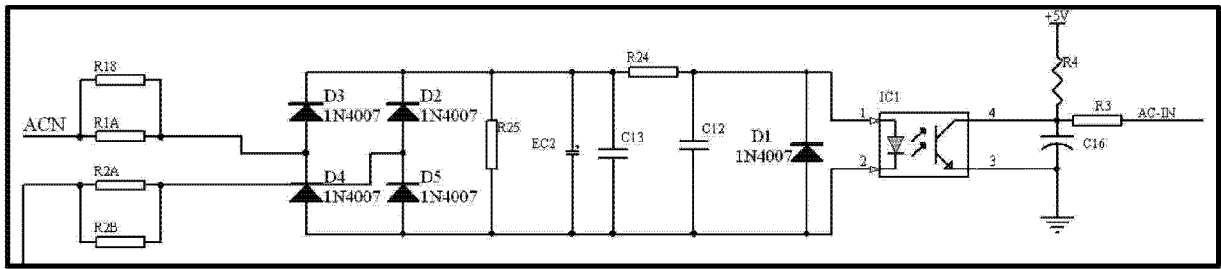 +5V
R18
R24
R4
D3
1N4007
D2
1N4007
IC1
1
4
R3
AC-IN
ACN
R1A
R25
EC2
+
C13
C12
D1
1N4007
C16
R2A
D4
1N4007
D5
1N4007
2
3
R2B